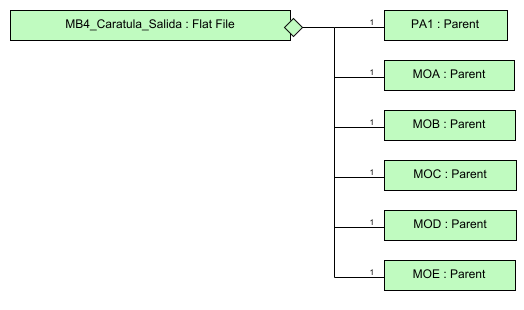 MB4_Caratula_Salida : Flat File
1
PA1 : Parent
1
MOA : Parent
1
MOB : Parent
1
MOC : Parent
1
MOD : Parent
1
MOE : Parent